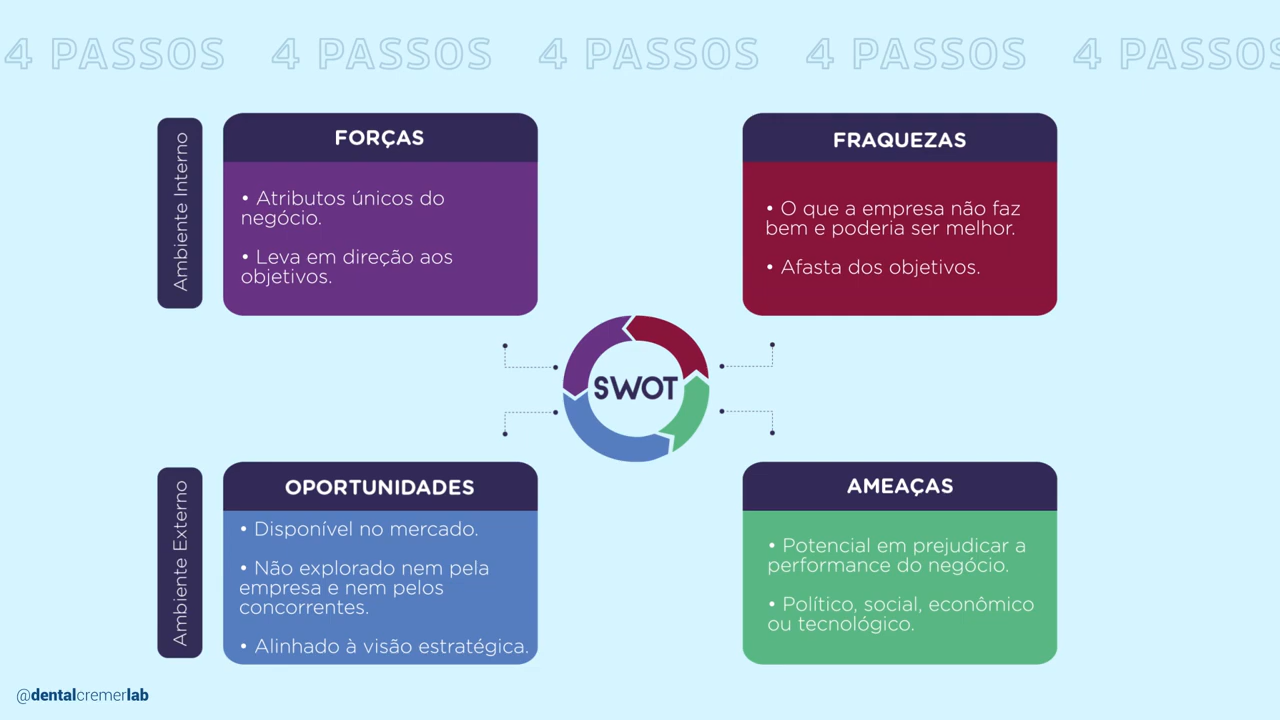 4 PASSOS 4 PASSOS 4 PASSOS 4 PASSOS 4 PASSOS
Ambiente Interno
FORÇAS
• Atributos únicos do
negócio.
• Leva em direção aos
objetivos.
FRAQUEZAS
• O que a empresa não faz
bem e poderia ser melhor.
• Afasta dos objetivos.
SWOT
Ambiente Externo
OPORTUNIDADES
• Disponível no mercado.
• Não explorado nem pela
empresa e nem pelos
concorrentes.
• Alinhado à visão estratégica.
AMEAÇAS
• Potencial em prejudicar a
performance do negócio.
• Político, social, econômico
ou tecnológico.
@dentalcremerlab